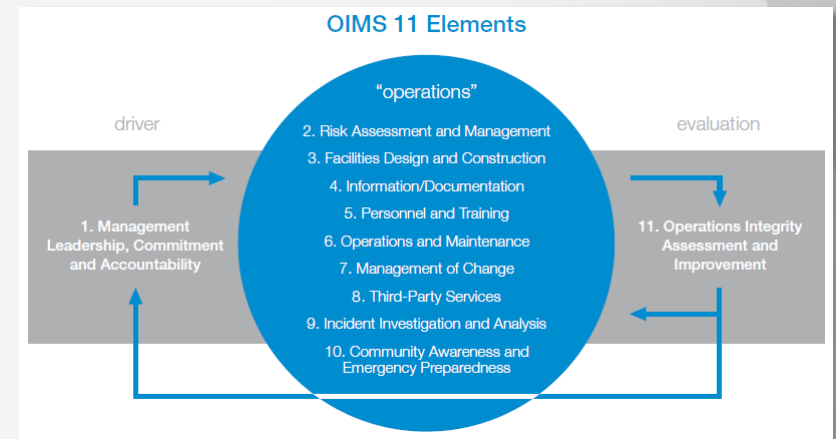 OIMS 11 Elements
driver
1. Management
Leadership, Commitment
and Accountability
“operations”
2. Risk Assessment and Management
3. Facilities Design and Construction
4. Information/Documentation
5. Personnel and Training
6. Operations and Maintenance
7. Management of Change
8. Third-Party Services
9. Incident Investigation and Analysis
10. Community Awareness and
Emergency Preparedness
evaluation
11. Operations Integrity
Assessment and
Improvement